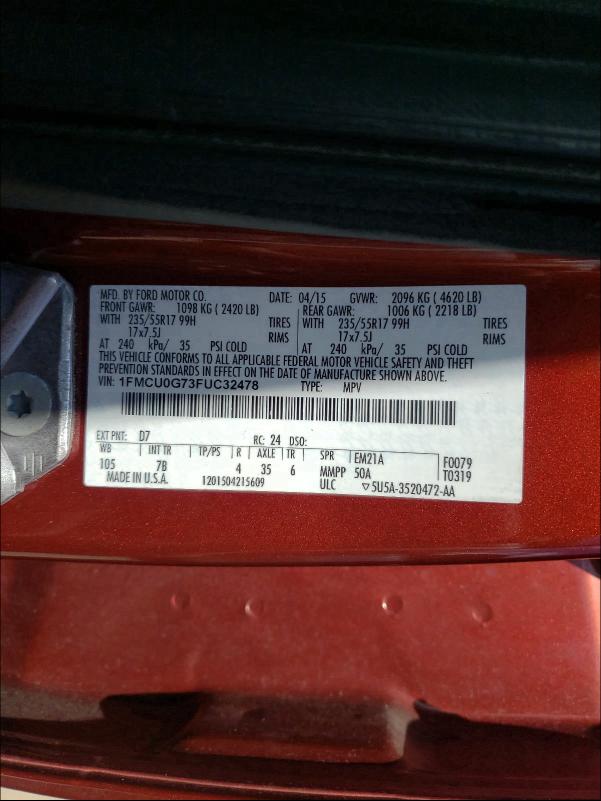 MFD. BY FORD MOTOR CO. 04/15 GVWR: 2096 KG ( 4620 LB)
FRONT GAWR: 1098 KG ( 2420 LB) REAR GAWR: 1006 KG ( 2218 LB)
WITH 235/55R17 99H TIRES WITH 235/55R17 99H TIRES
17x7.5J RIMS 17x7.5J RIMS
AT 240 kPa/ 35 PSI COLD AT 240 kPa/ 35 PSI COLD
THIS VEHICLE CONFORMS TO ALL APPLICABLE FEDERAL MOTOR VEHICLE SAFETY AND THEFT
PREVENTION STANDARDS IN EFFECT ON THE DATE OF MANUFACTURE SHOWN ABOVE.
VIN: 1FMCU0G73FUC32478 TYPE: MPV
EXT PNT: D7 RC: 24 DSO:
WB INT TR TP/PS R AXLE TR SPR EM21A F0079
105 7B 4 35 6 MMPP 50A T0319
MADE IN U.S.A. 1201504215609 ULC ▽5U5A-3520472-AA